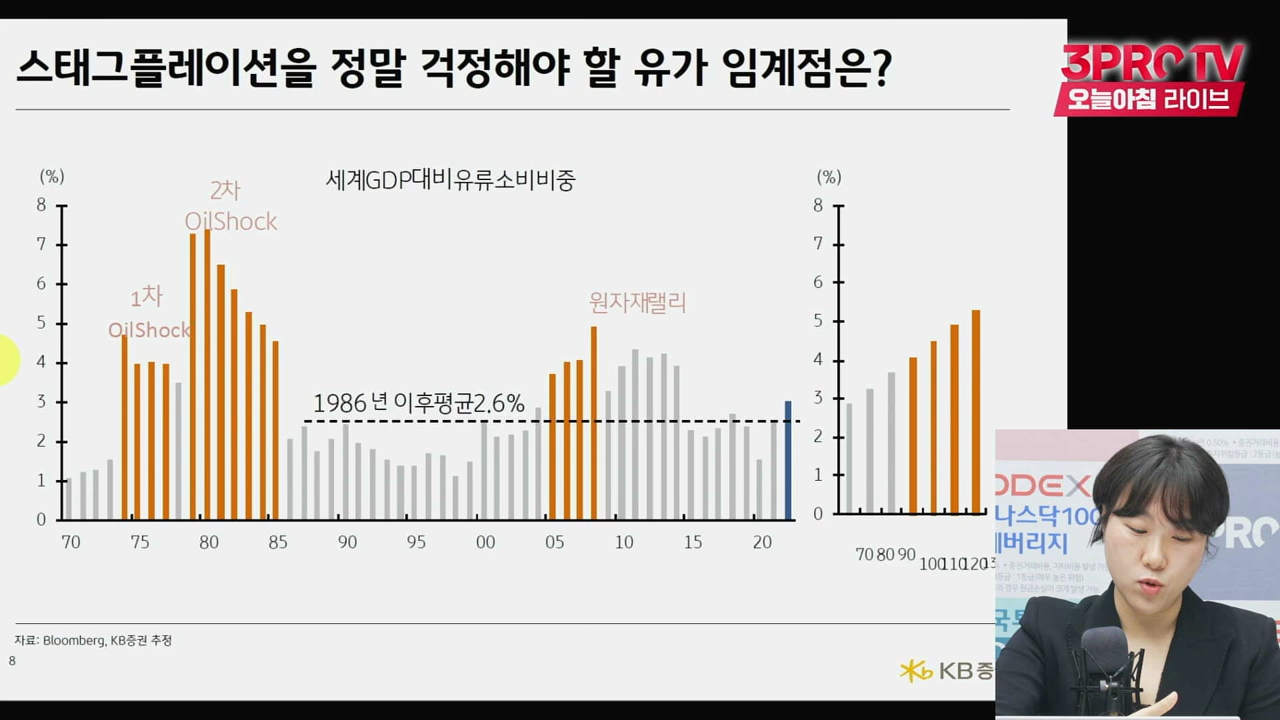 스태그플레이션을 정말 걱정해야 할 유가 임계점은?
3PRO TV
오늘아침 라이브
(%)
세계GDP대비유류소비비중
(%)
8
7
6
5
4
3
2
1
0
2차
OilShock
1차
OilShock
원자재랠리
1986년 이후평균2.6%
70
75
80
85
90
95
00
05
10
15
20
8
7
6
5
4
3
2
1
0
70
80
90
100
110
120
자료: Bloomberg, KB증권 추정
8
KB증
ODEX
나스닥100
레버리지
PRO